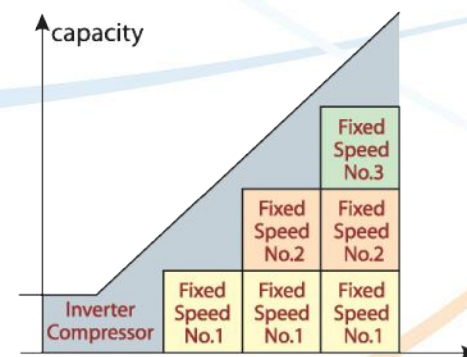 capacity
Fixed
Speed
No.3
Fixed
Speed
No.2
Fixed
Speed
No.2
Inverter
Compressor
Fixed
Speed
No.1
Fixed
Speed
No.1
Fixed
Speed
No.1